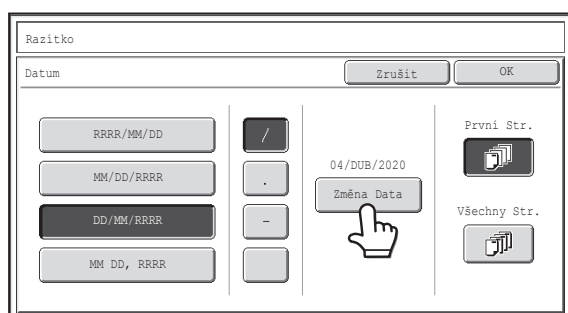 Razítko
Datum
Zrušit
OK
RRRR/MM/DD
MM/DD/RRRR
DD/MM/RRRR
MM DD, RRRR
/
.
-
04/DUB/2020
Změna Data
První Str.
Všechny Str.